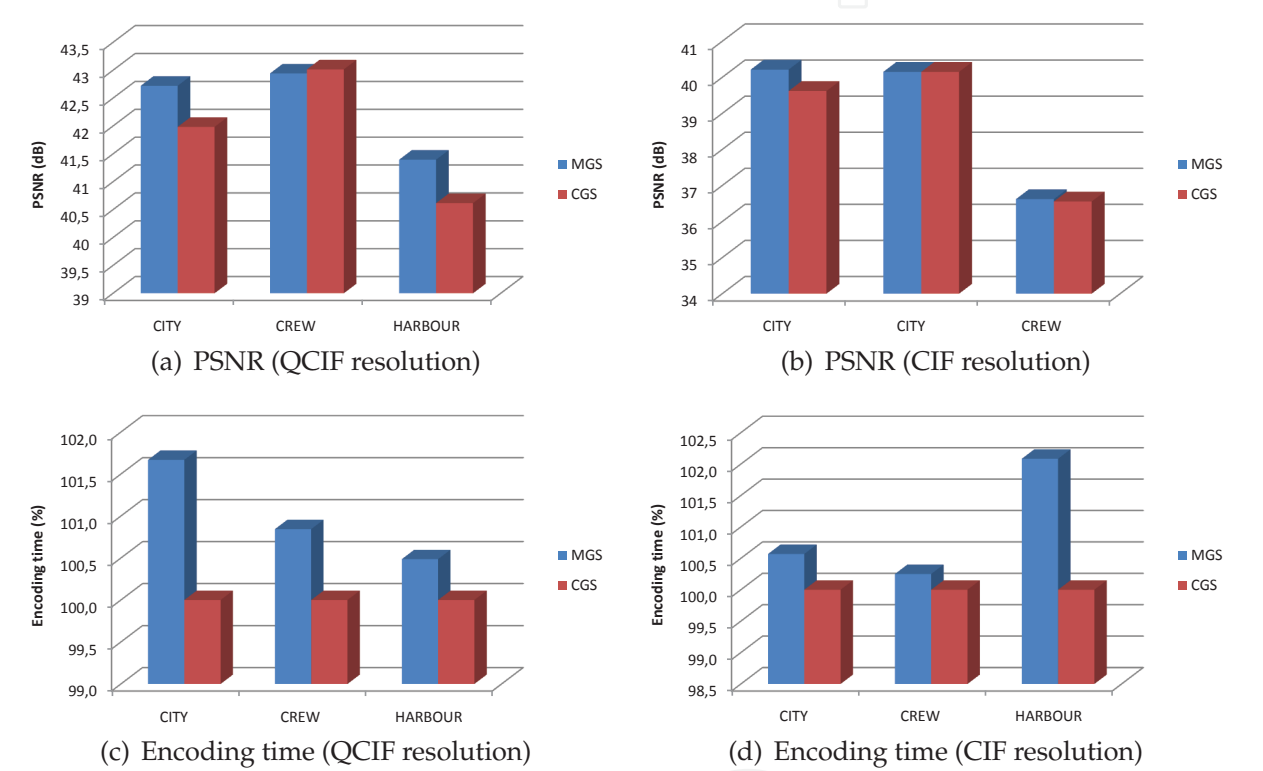 43,5
43
42,5
42
41,5
41
40,5
40
39,5
39
PSNR (dB)
CITY CREW HARBOUR
MGS
CGS
(a) PSNR (QCIF resolution)
41
40
39
38
37
36
35
34
PSNR (dB)
CITY CITY CREW
MGS
CGS
(b) PSNR (CIF resolution)
102,0
101,5
101,0
100,5
100,0
99,5
99,0
Encoding time (%)
CITY CREW HARBOUR
MGS
CGS
(c) Encoding time (QCIF resolution)
102,5
102,0
101,5
101,0
100,5
100,0
99,5
99,0
98,5
Encoding time (%)
CITY CREW HARBOUR
MGS
CGS
(d) Encoding time (CIF resolution)